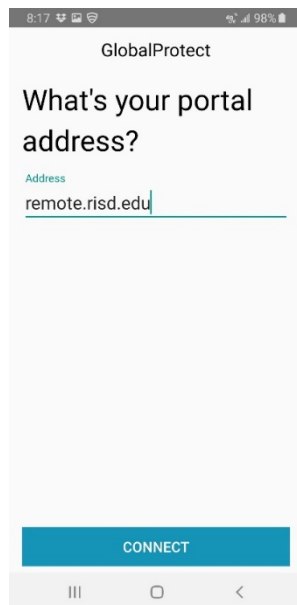 8:17 98%
GlobalProtect
What's your portal
address?
Address
remote.risd.edu
CONNECT